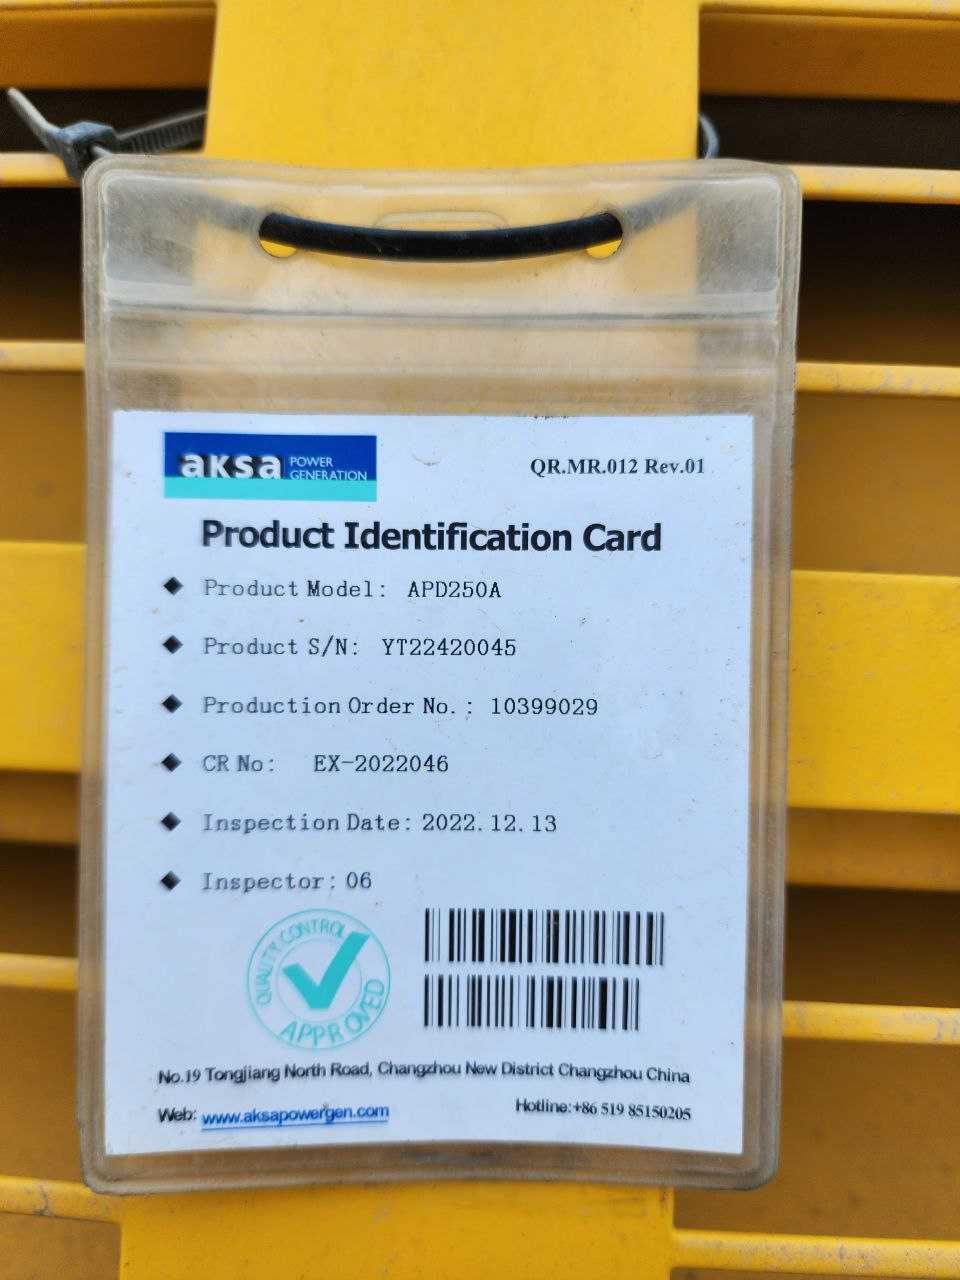 aksa POWER GENERATION
QR.MR.012 Rev.01
Product Identification Card
◆ Product Model: APD250A
◆ Product S/N: YT22420045
◆ Production Order No.: 10399029
◆ CR No: EX-2022046
◆ Inspection Date: 2022.12.13
◆ Inspector: 06
QUALITY CONTROL
APPROVED
No.19 Tongjiang North Road, Changzhou New District Changzhou China
Web: www.aksapowergen.com
Hotline:+86 519 85150205